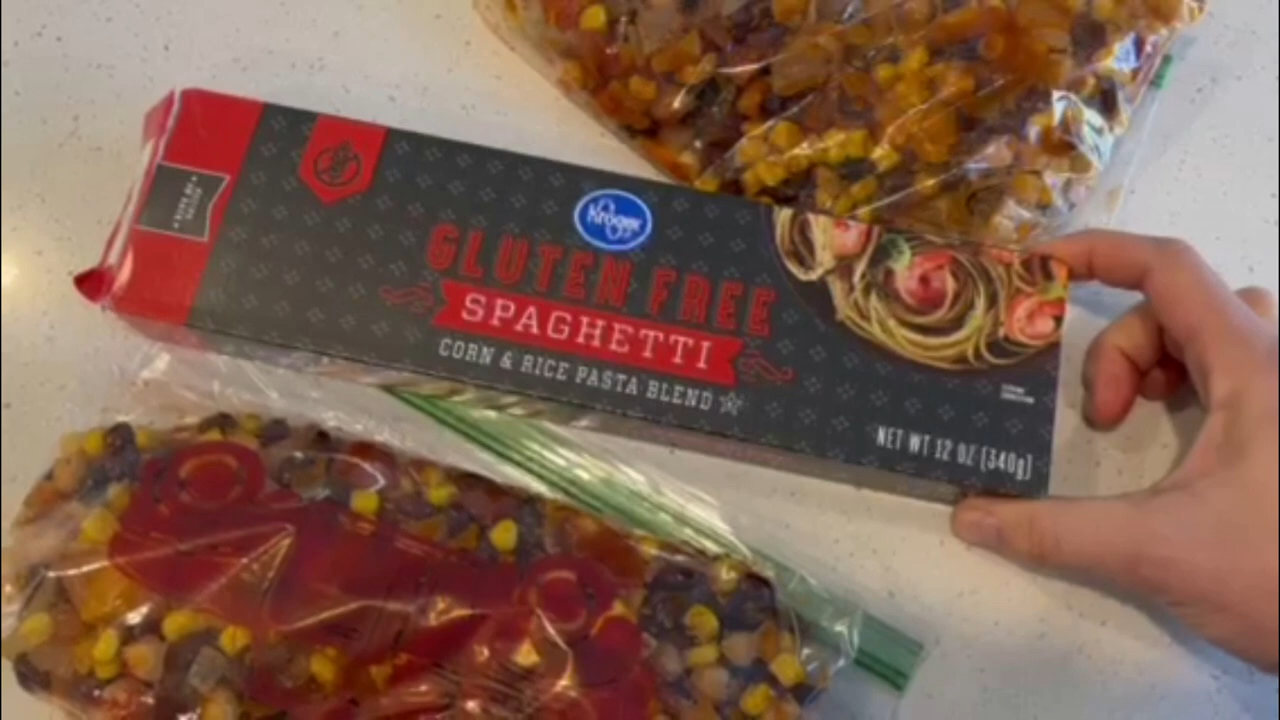 Kroger
GLUTEN FREE
SPAGHETTI
CORN & RICE PASTA BLEND
NET WT 12 OZ (340g)